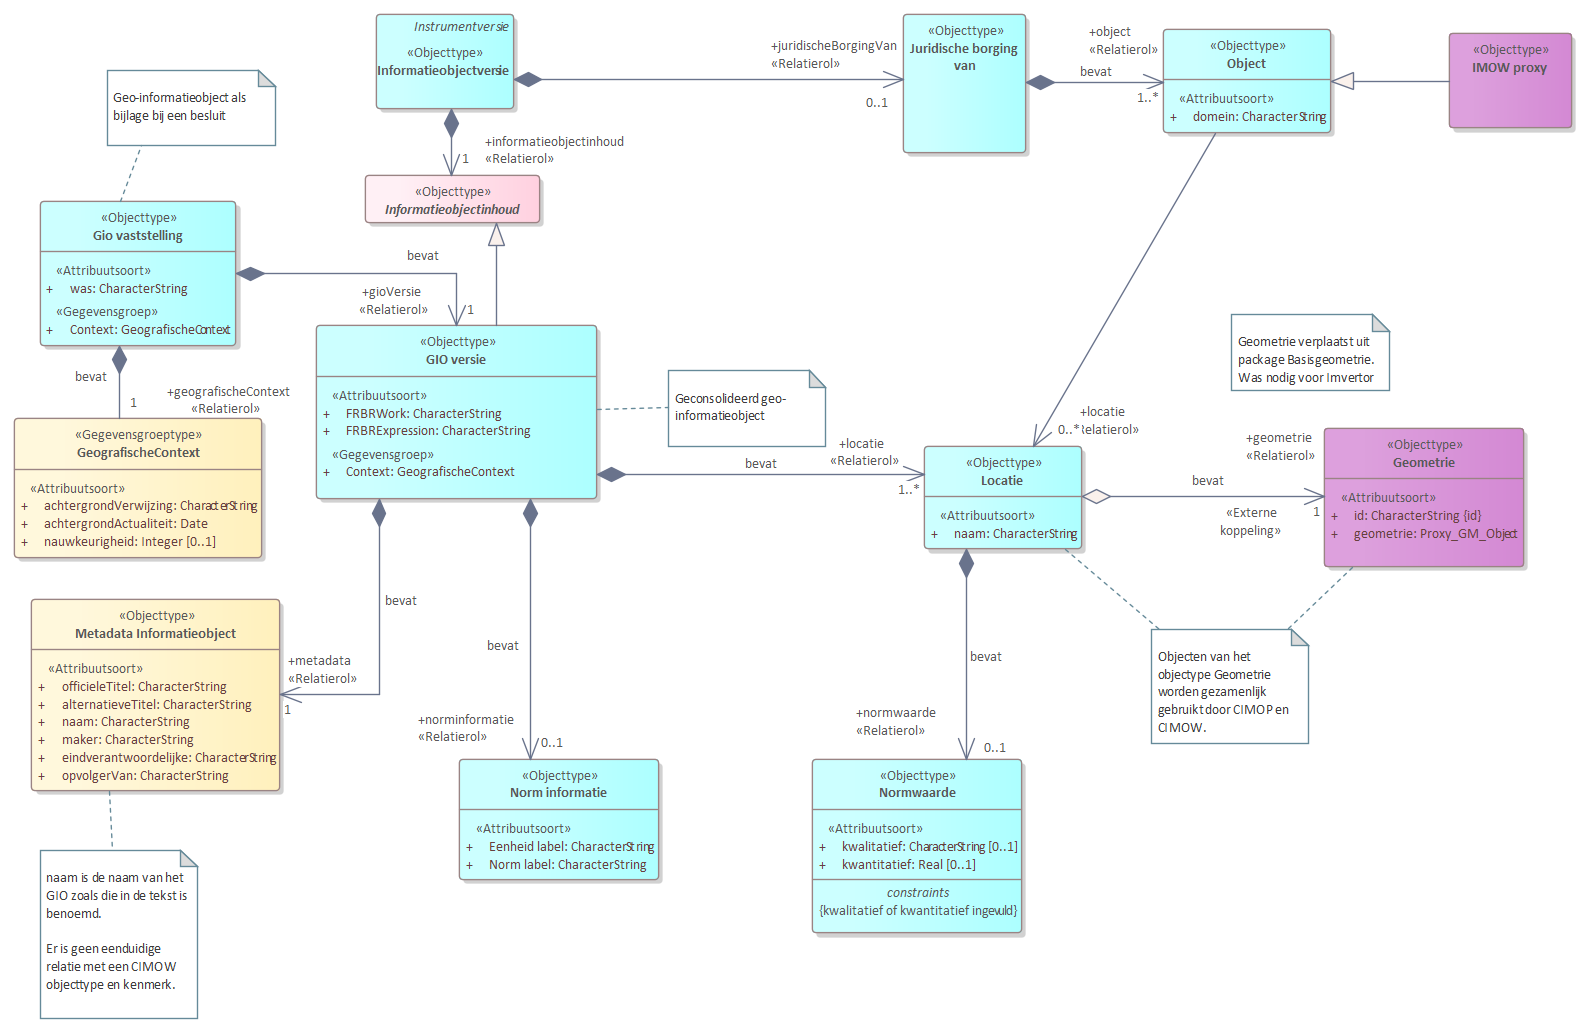 Instrumentversie
«Objecttype»
Informatieobjectversie
+juridischeBorgingVan
«Relatierol»
0..1
«Objecttype»
Juridische borging
van
+object
«Relatierol»
bevat
1..*
«Objecttype»
Object
«Attribuutsoort»
+ domein: CharacterString
«Objecttype»
IMOW proxy
Geo-informatieobject als
bijlage bij een besluit
+informatieobjectinhoud
«Relatierol»
1
«Objecttype»
Informatieobjectinhoud
«Objecttype»
Gio vaststelling
«Attribuutsoort»
+ was: CharacterString
«Gegevensgroep»
+ Context: GeografischeContext
bevat
+gioVersie
«Relatierol»
1
bevat
+geografischeContext
«Relatierol»
1
«Gegevensgroeptype»
GeografischeContext
«Attribuutsoort»
+ achtergrondVerwijzing: CharacterString
+ achtergrondActualiteit: Date
+ nauwkeurigheid: Integer [0..1]
«Objecttype»
GIO versie
«Attribuutsoort»
+ FRBRWork: CharacterString
+ FRBRExpression: CharacterString
«Gegevensgroep»
+ Context: GeografischeContext
Geconsolideerd geo-
informatieobject
Geometrie verplaatst uit
package Basisgeometrie.
Was nodig voor Imvertor
+locatie
«Relatierol»
bevat
1..*
+locatie
0..*
Relatierol»
«Objecttype»
Locatie
«Attribuutsoort»
+ naam: CharacterString
bevat
+geometrie
«Relatierol»
«Externe
koppeling»
1
«Objecttype»
Geometrie
«Attribuutsoort»
+ id: CharacterString {id}
+ geometrie: Proxy_GM_Object
Objecten van het
objectype Geometrie
worden gezamenlijk
gebruikt door CIMOP en
CIMOW.
bevat
+metadata
«Relatierol»
1
«Objecttype»
Metadata Informatieobject
«Attribuutsoort»
+ officieleTitel: CharacterString
+ alternatieveTitel: CharacterString
+ naam: CharacterString
+ maker: CharacterString
+ eindverantwoordelijke: CharacterString
+ opvolgerVan: CharacterString
bevat
+norminformatie
«Relatierol»
0..1
«Objecttype»
Norm informatie
«Attribuutsoort»
+ Eenheid label: CharacterString
+ Norm label: CharacterString
bevat
+normwaarde
«Relatierol»
0..1
«Objecttype»
Normwaarde
«Attribuutsoort»
+ kwalitatief: CharacterString [0..1]
+ kwantitatief: Real [0..1]
constraints
{kwalitatief of kwantitatief ingevuld}
naam is de naam van het
GIO zoals die in de tekst is
benoemd.
Er is geen eenduidige
relatie met een CIMOW
objecttype en kenmerk.